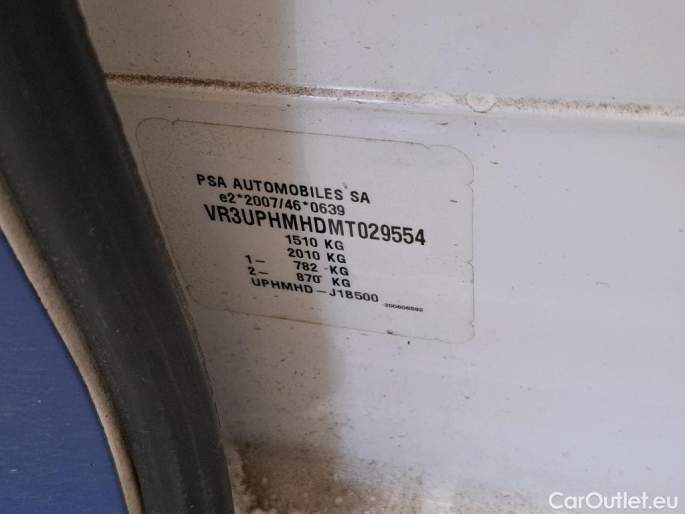 PSA AUTOMOBILES SA
e2*2007/46*0639
VR3UPHMHDMT029554
1510 KG
2010 KG
1- 782 KG
2- 870 KG
UPHMHD-J1B500
CarOutlet.eu